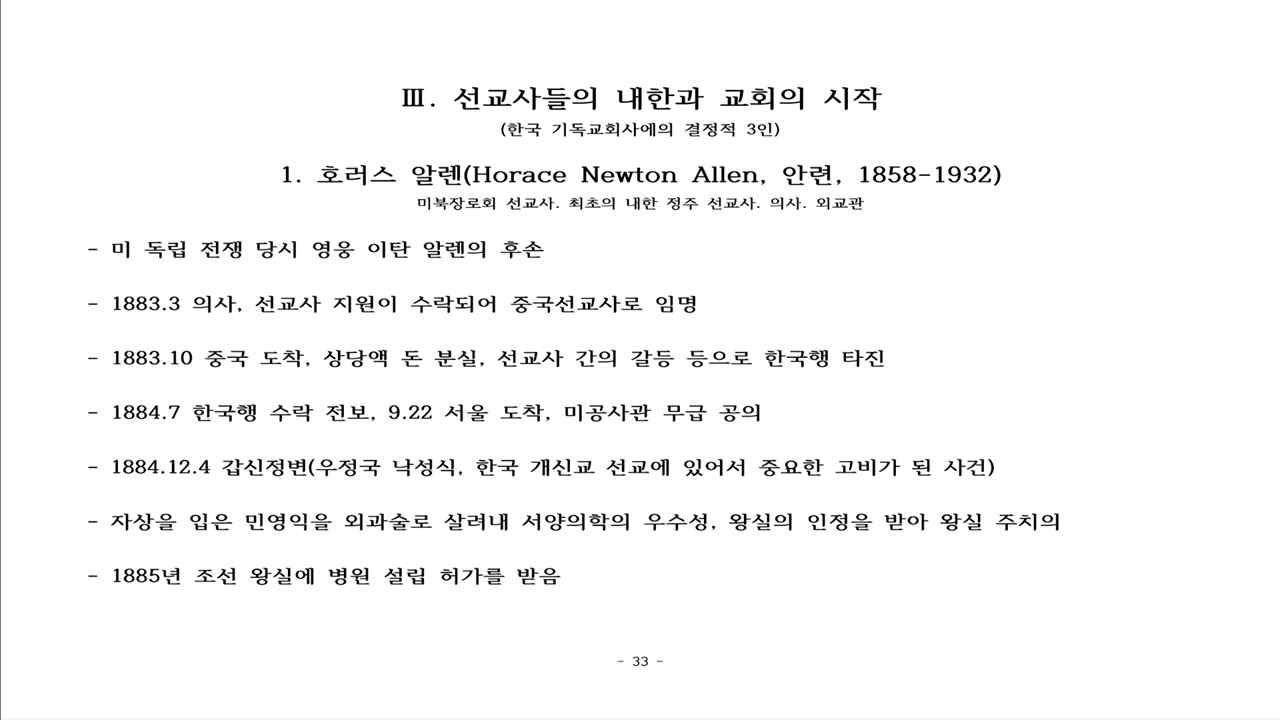 Ⅲ. 선교사들의 내한과 교회의 시작
(한국 기독교회사에의 결정적 3인)
1. 호러스 알렌(Horace Newton Allen, 안련, 1858-1932)
미북장로회 선교사. 최초의 내한 정주 선교사. 의사. 외교관
- 미 독립 전쟁 당시 영웅 이탄 알렌의 후손
- 1883.3 의사, 선교사 지원이 수락되어 중국선교사로 임명
- 1883.10 중국 도착, 상당액 돈 분실, 선교사 간의 갈등 등으로 한국행 타진
- 1884.7 한국행 수락 전보, 9.22 서울 도착, 미공사관 무급 공의
- 1884.12.4 갑신정변(우정국 낙성식, 한국 개신교 선교에 있어서 중요한 고비가 된 사건)
- 자상을 입은 민영익을 외과술로 살려내 서양의학의 우수성, 왕실의 인정을 받아 왕실 주치의
- 1885년 조선 왕실에 병원 설립 허가를 받음
- 33 -